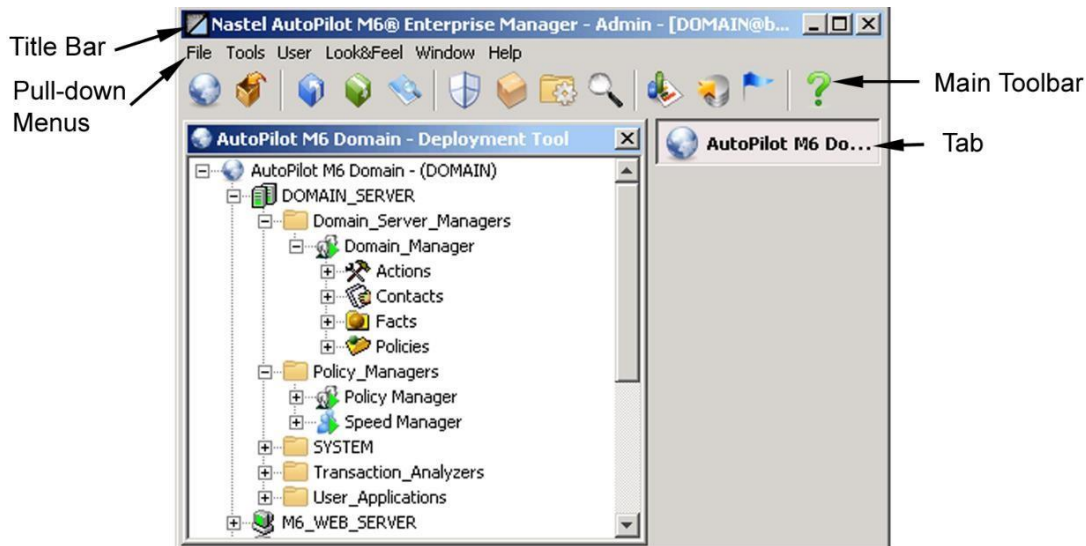 Title Bar
Nastel AutoPilot M6® Enterprise Manager - Admin - [DOMAIN@b...
File Tools User Look&Feel Window Help
Pull-down
Menus
Main Toolbar
AutoPilot M6 Domain - Deployment Tool
AutoPilot M6 Do...
Tab
AutoPilot M6 Domain - (DOMAIN)
DOMAIN_SERVER
Domain_Server_Managers
Domain_Manager
Actions
Contacts
Facts
Policies
Policy_Managers
Policy Manager
Speed Manager
SYSTEM
Transaction_Analyzers
User_Applications
M6_WEB_SERVER